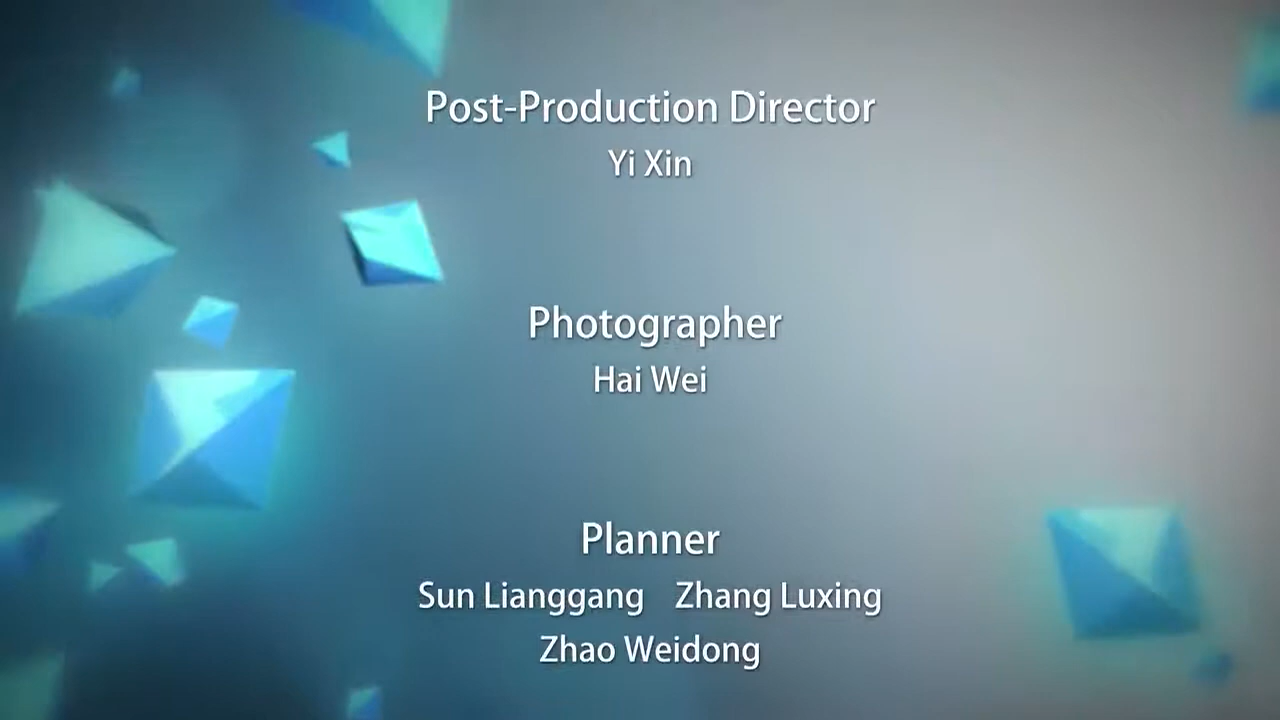 Post-Production Director
Yi Xin
Photographer
Hai Wei
Planner
Sun Lianggang Zhang Luxing
Zhao Weidong